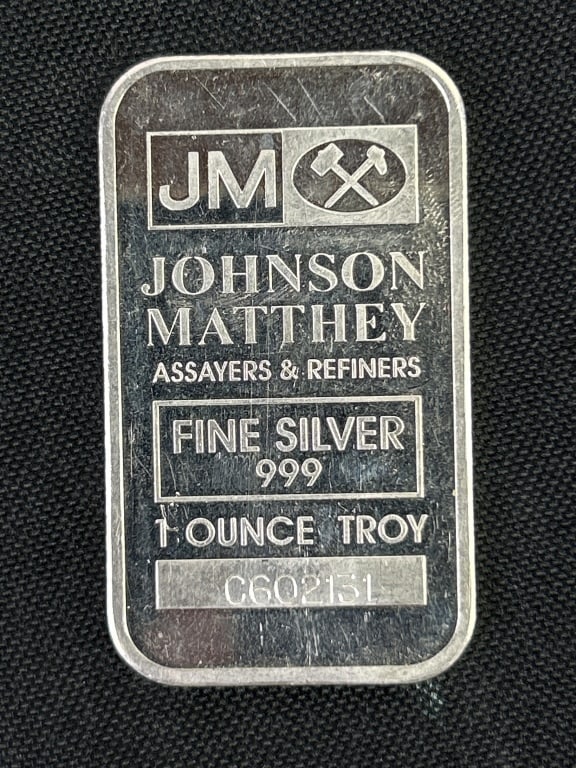 JM
JOHNSON
MATTHEY
ASSAYERS & REFINERS
FINE SILVER
999
1 OUNCE TROY
C602131